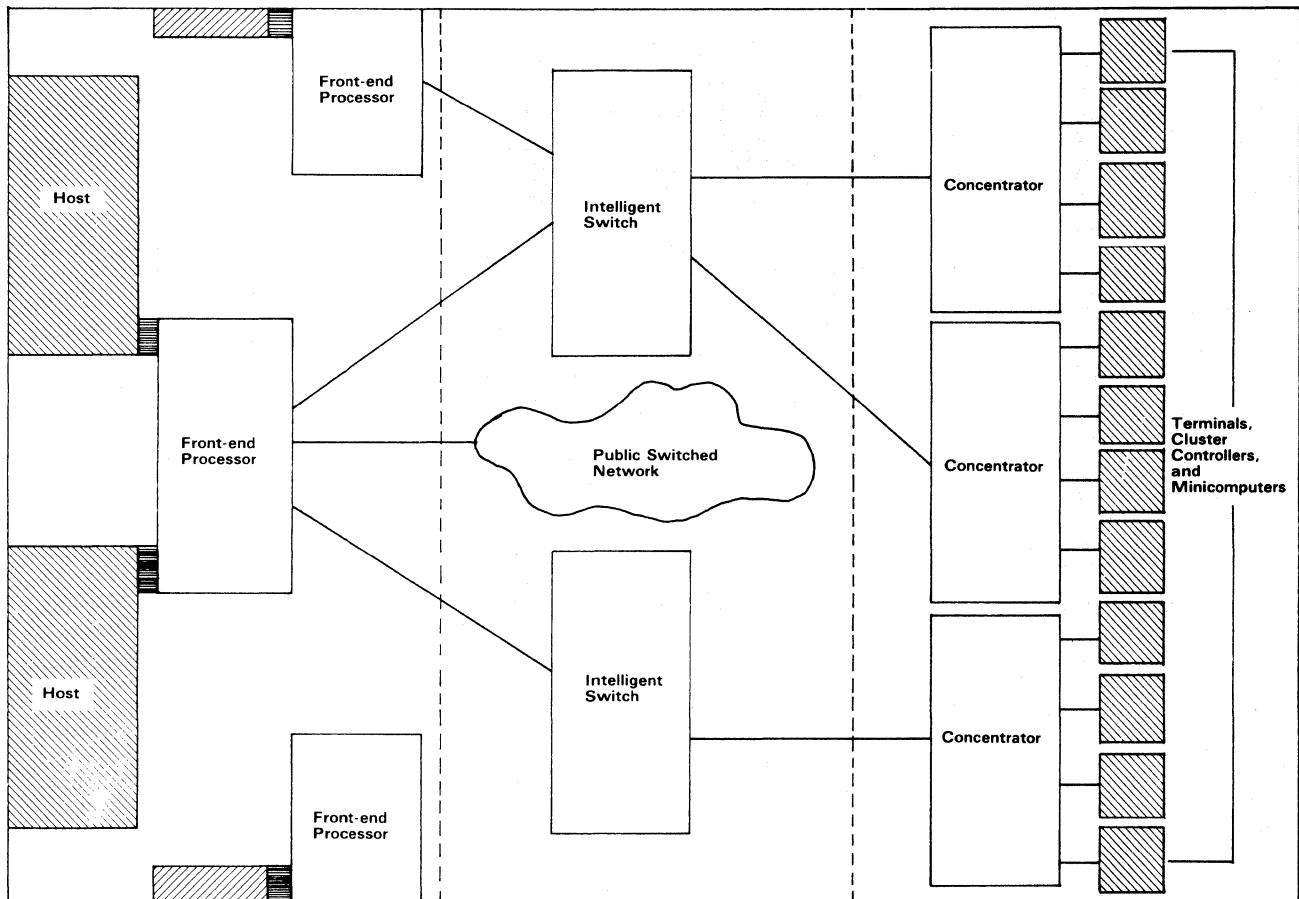 Front-end
Processor
Host
Intelligent
Switch
Concentrator
Front-end
Processor
Public Switched
Network
Concentrator
Terminals,
Cluster
Controllers,
and
Minicomputers
Host
Intelligent
Switch
Concentrator
Front-end
Processor